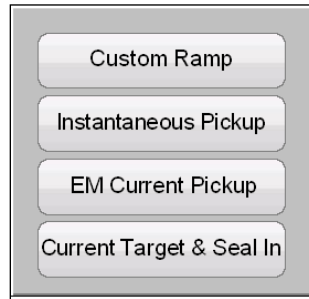 Custom Ramp
Instantaneous Pickup
EM Current Pickup
Current Target & Seal In